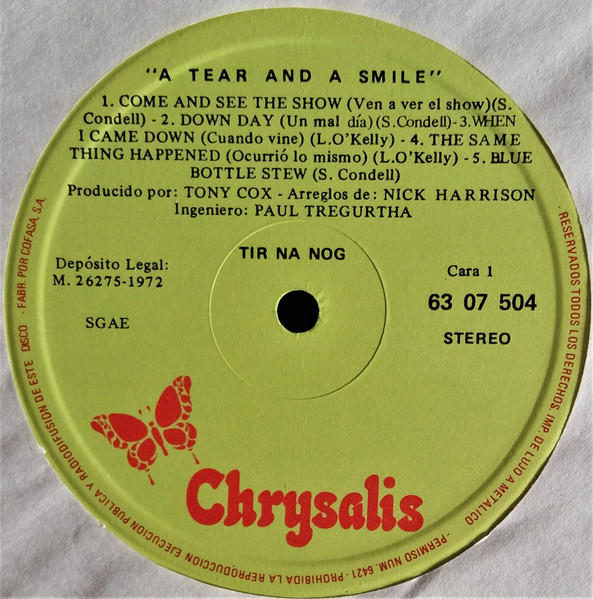 "A TEAR AND A SMILE"
1. COME AND SEE THE SHOW (Ven a ver el show)(S.
Condell) - 2. DOWN DAY (Un mal día) (S.Condell)-3.WHEN
I CAME DOWN (Cuando vine) (L.O'Kelly) - 4. THE SAME
THING HAPPENED (Ocurrió lo mismo) (L.O'Kelly) - 5. BLUE
BOTTLE STEW (S. Condell)
Producido por: TONY COX - Arreglos de: NICK HARRISON
Ingeniero: PAUL TREGURTHA
TIR NA NOG
Depósito Legal:
M. 26275-1972
SGAE
Cara 1
63 07 504
STEREO
Chrysalis
- RESERVADOS TODOS LOS DERECHOS. IMP. DE LUJO A METALICO - PERMISO NUM. 6421 - PROHIBIDA LA REPRODUCCION EJECUCION PUBLICA Y RADIODIFUSION DE ESTE DISCO - FABR. POR COFASA, S.A.